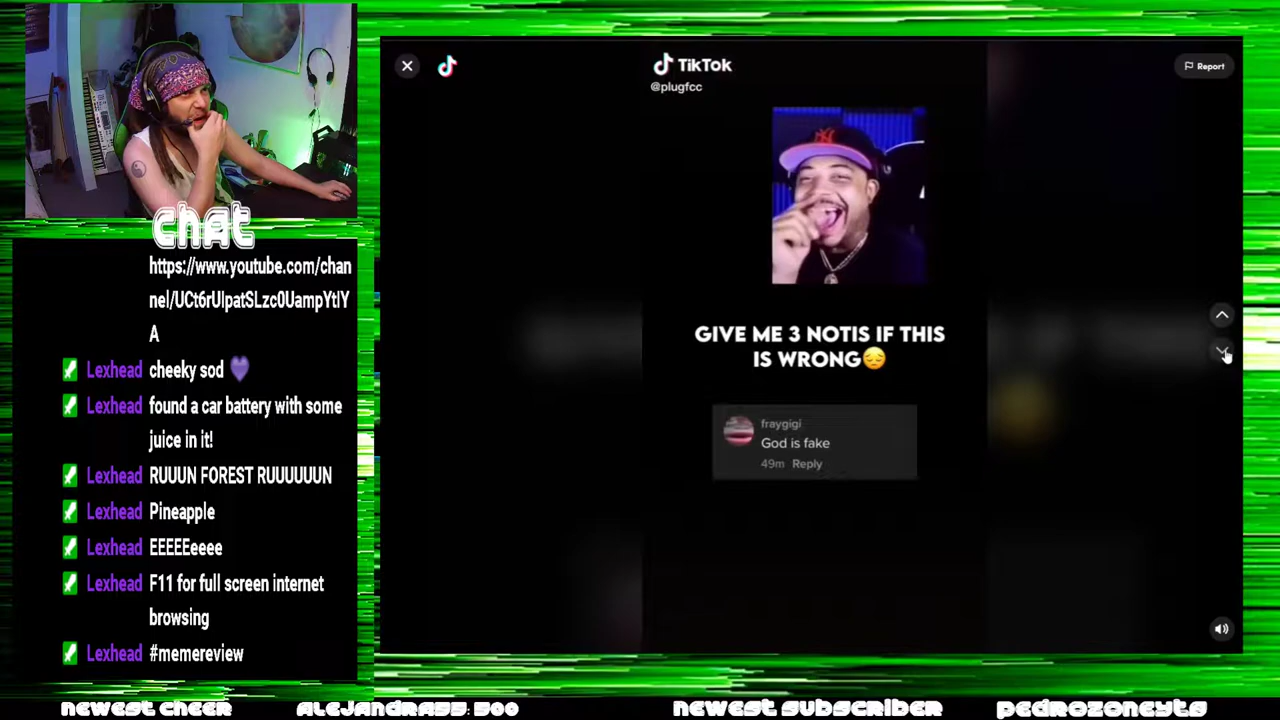 TikTok
@plugfcc
Report
GIVE ME 3 NOTIS IF THIS
IS WRONG😔
fraygigi
God is fake
49m Reply
chat
https://www.youtube.com/chan
nel/UCt6rUIpatSLzc0UampYtlY
A
Lexhead cheeky sod 💜
Lexhead found a car battery with some
juice in it!
Lexhead RUUUN FOREST RUUUUUUN
Lexhead Pineapple
Lexhead EEEEEeeee
Lexhead F11 for full screen internet
browsing
Lexhead #memereview
newest cheer
alejandra95: 500
newest subscriber
pedrozoneyts